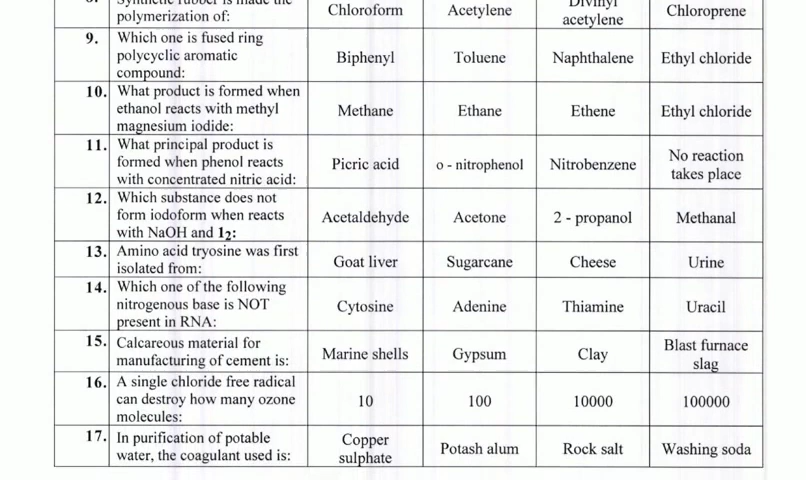 8. Synthetic rubber is made the
polymerization of:
Chloroform
Acetylene
Divinyl
acetylene
Chloroprene
9. Which one is fused ring
polycyclic aromatic
compound:
Biphenyl
Toluene
Naphthalene
Ethyl chloride
10. What product is formed when
ethanol reacts with methyl
magnesium iodide:
Methane
Ethane
Ethene
Ethyl chloride
11. What principal product is
formed when phenol reacts
with concentrated nitric acid:
Picric acid
o - nitrophenol
Nitrobenzene
No reaction
takes place
12. Which substance does not
form iodoform when reacts
with NaOH and 1₂:
Acetaldehyde
Acetone
2 - propanol
Methanal
13. Amino acid tryosine was first
isolated from:
Goat liver
Sugarcane
Cheese
Urine
14. Which one of the following
nitrogenous base is NOT
present in RNA:
Cytosine
Adenine
Thiamine
Uracil
15. Calcareous material for
manufacturing of cement is:
Marine shells
Gypsum
Clay
Blast furnace
slag
16. A single chloride free radical
can destroy how many ozone
molecules:
10
100
10000
100000
17. In purification of potable
water, the coagulant used is:
Copper
sulphate
Potash alum
Rock salt
Washing soda